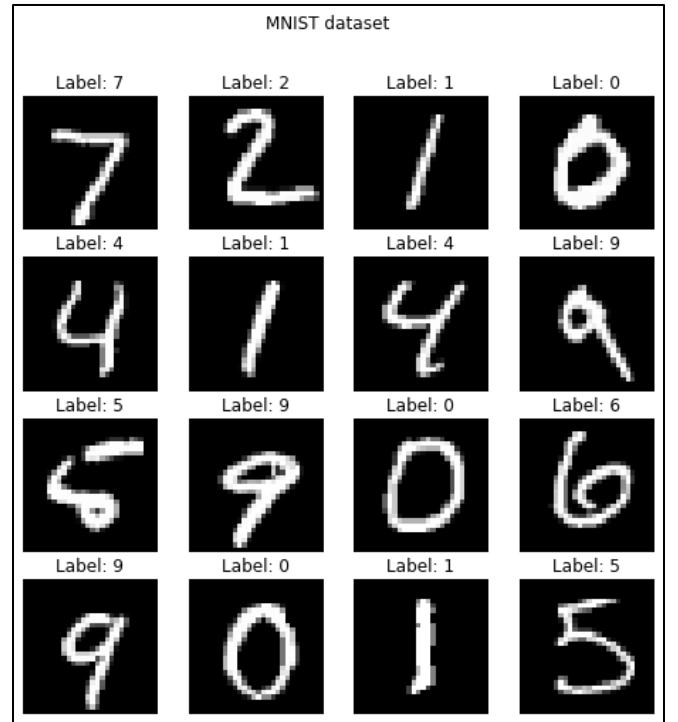 MNIST dataset
Label: 7 Label: 2 Label: 1 Label: 0
7 2 1 0
Label: 4 Label: 1 Label: 4 Label: 9
4 1 4 9
Label: 5 Label: 9 Label: 0 Label: 6
5 9 0 6
Label: 9 Label: 0 Label: 1 Label: 5
9 0 1 5